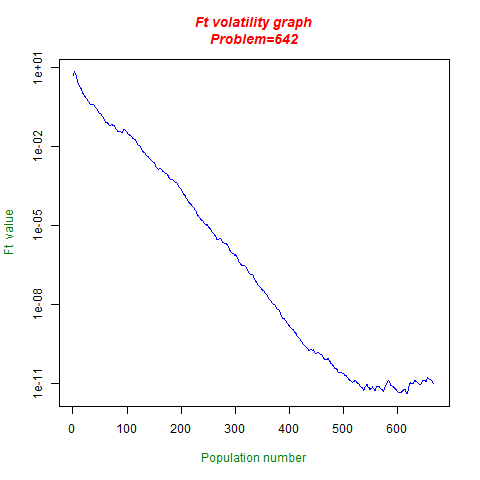 Ft volatility graph
Problem=642
Ft value
1e+01
1e-02
1e-05
1e-08
1e-11
0 100 200 300 400 500 600
Population number